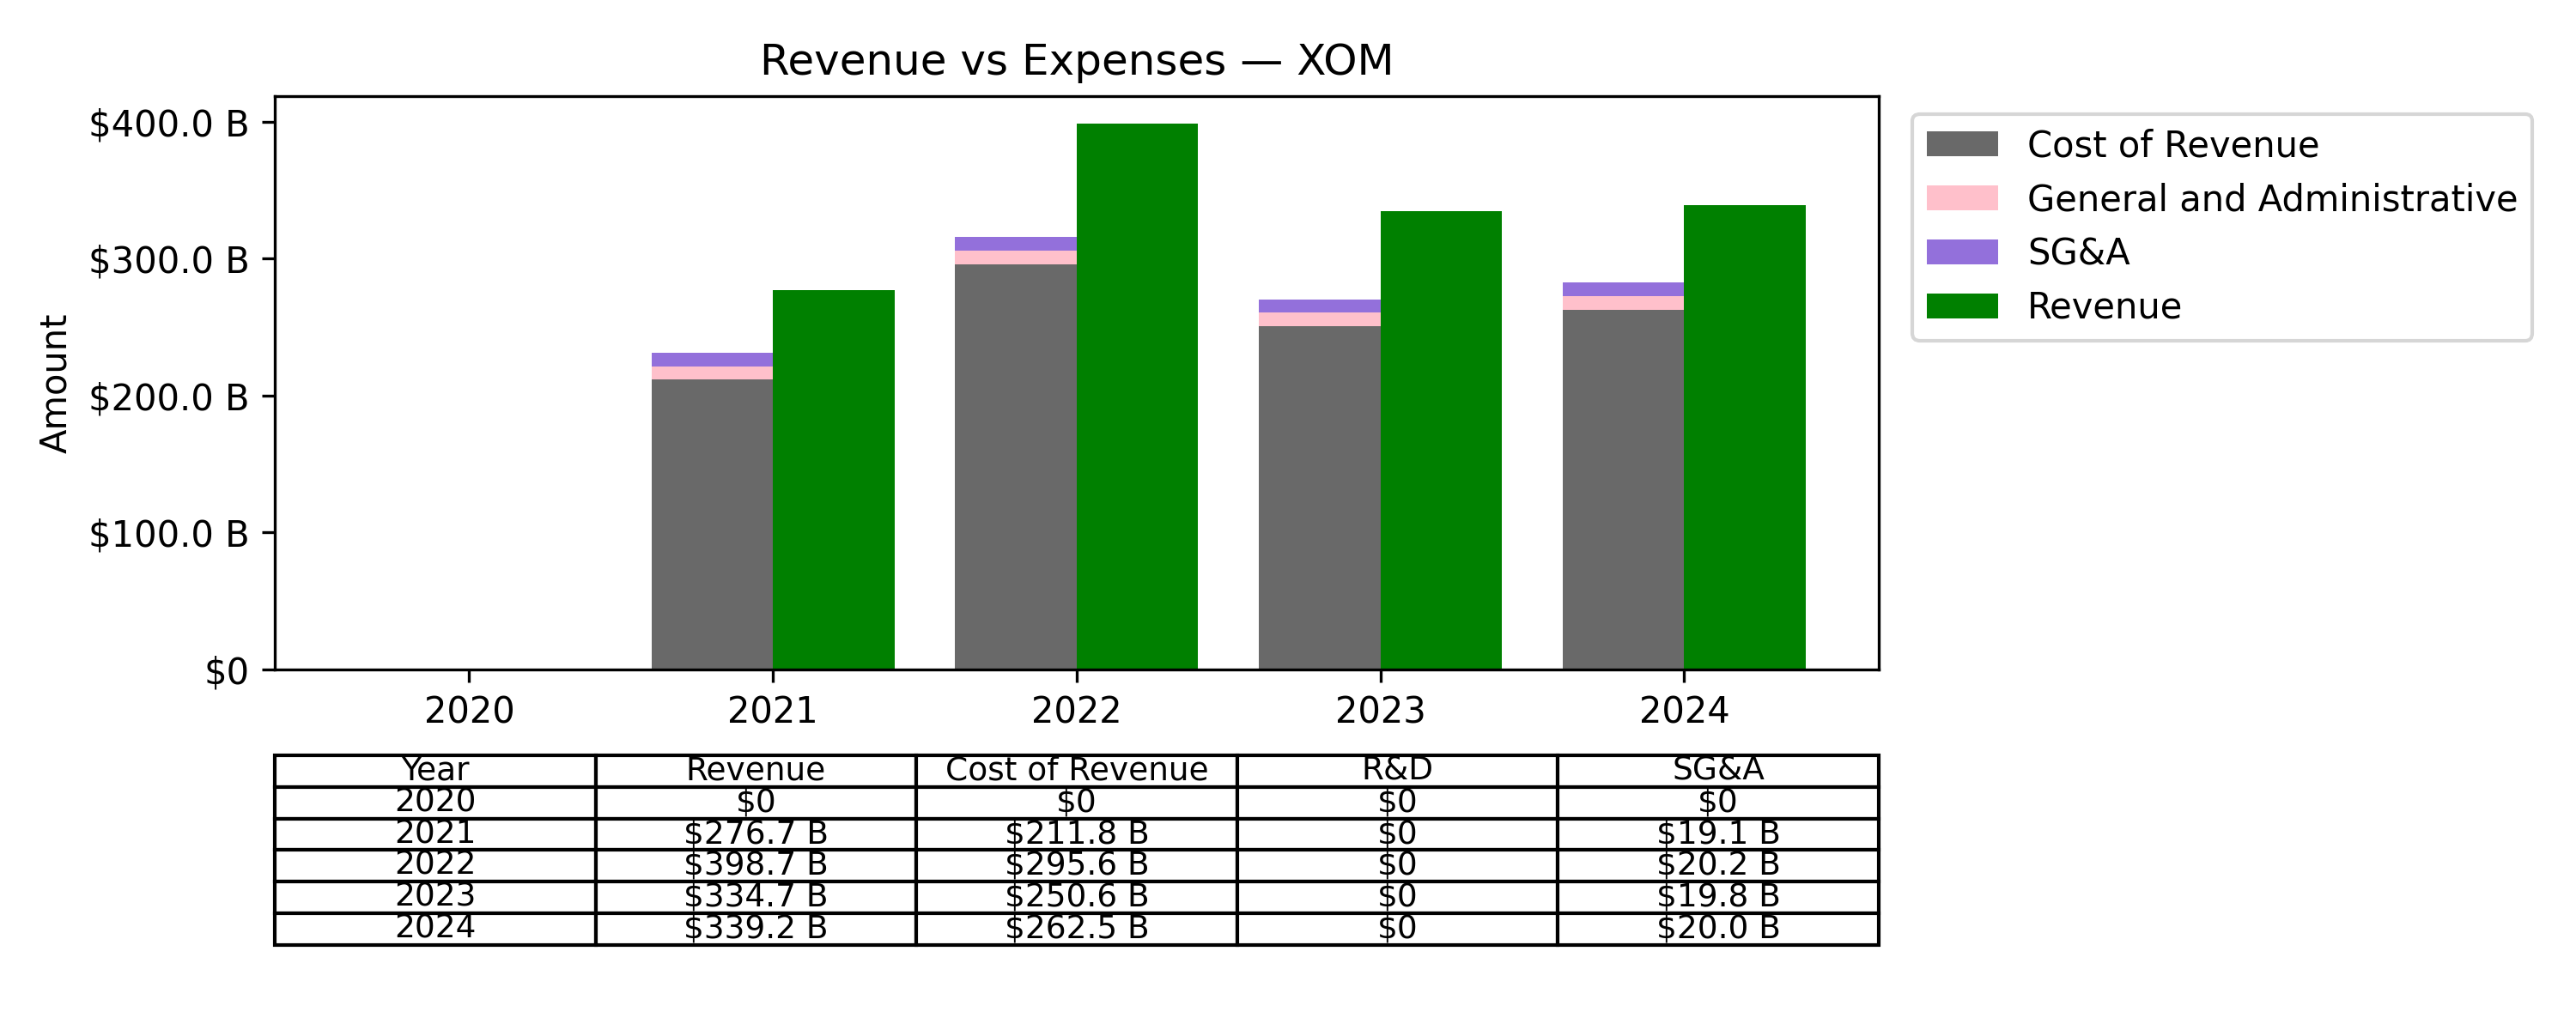 Revenue vs Expenses — XOM
Amount
$400.0 B
$300.0 B
$200.0 B
$100.0 B
$0
2020 2021 2022 2023 2024
Cost of Revenue
General and Administrative
SG&A
Revenue
Year Revenue Cost of Revenue R&D SG&A
2020 $0 $0 $0 $0
2021 $276.7 B $211.8 B $0 $19.1 B
2022 $398.7 B $295.6 B $0 $20.2 B
2023 $334.7 B $250.6 B $0 $19.8 B
2024 $339.2 B $262.5 B $0 $20.0 B